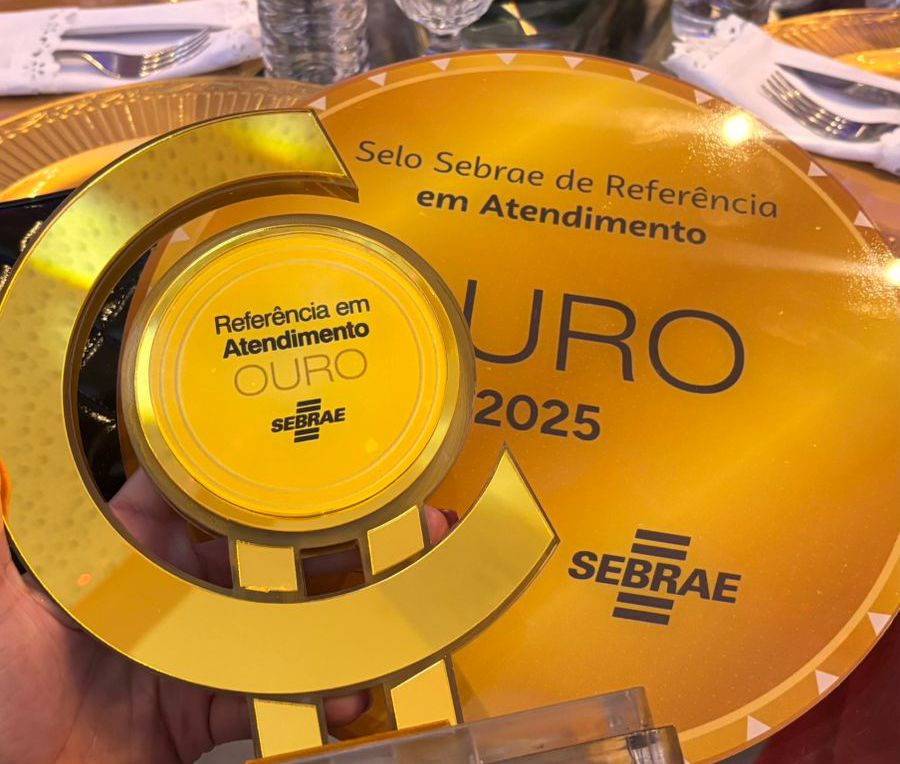 Selo Sebrae de Referência
em Atendimento
URO
2025
SEBRAE
Referência em
Atendimento
OURO
SEBRAE